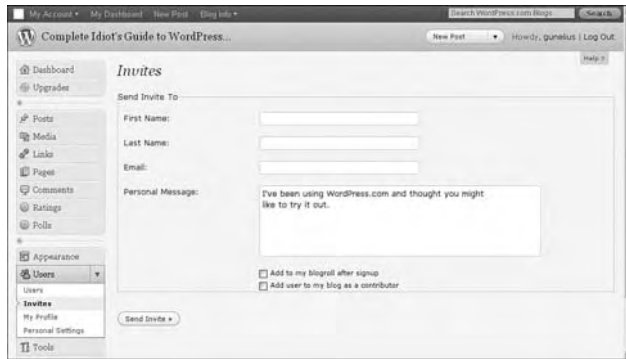 My Account ▾ My Dashboard New Post Blog Info ▾ Search WordPress.com Blogs Search
Complete Idiot's Guide to WordPress... New Post ▾ Howdy, gunelius | Log Out
Help
Dashboard
Upgrades
Posts
Media
Links
Pages
Comments
Ratings
Polls
Appearance
Users
Users
Invites
My Profile
Personal Settings
Tools
Invites
Send Invite To
First Name:
Last Name:
Email:
Personal Message:
I've been using WordPress.com and thought you might
like to try it out.
Add to my blogroll after signup
Add user to my blog as a contributor
Send Invite »